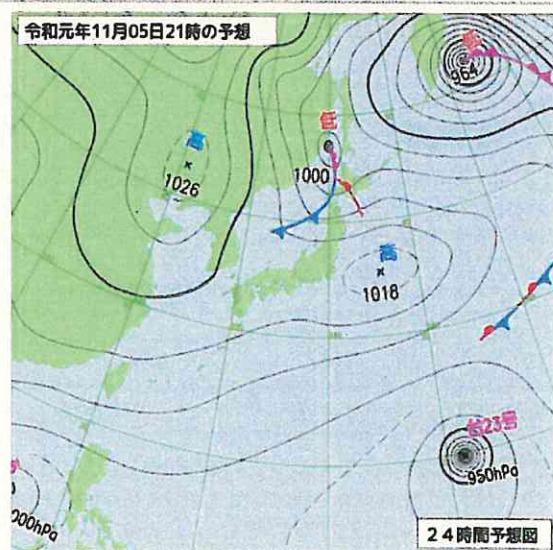 令和元年11月05日21時の予想
低
964
低
高
1000
1026
高
1018
台23号
950hPa
000hPa
24時間予想図